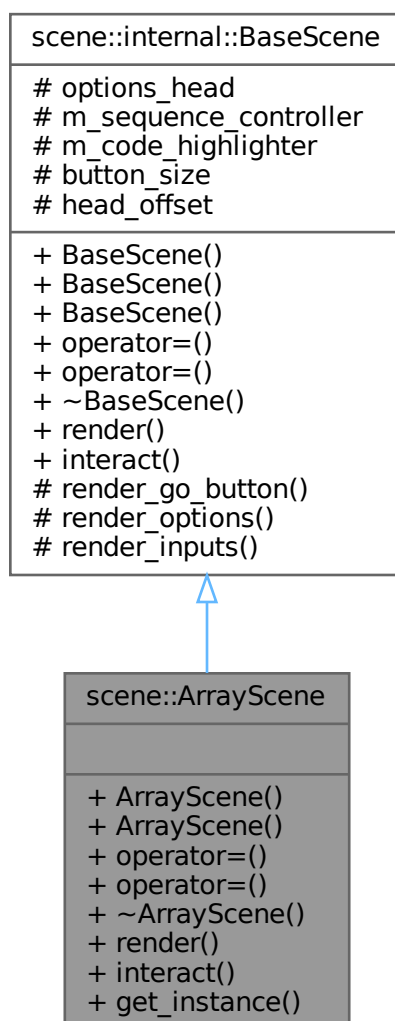 scene::internal::BaseScene
# options_head
# m_sequence_controller
# m_code_highlighter
# button_size
# head_offset
+ BaseScene()
+ BaseScene()
+ BaseScene()
+ operator=()
+ operator=()
+ ~BaseScene()
+ render()
+ interact()
# render_go_button()
# render_options()
# render_inputs()
scene::ArrayScene
+ ArrayScene()
+ ArrayScene()
+ operator=()
+ operator=()
+ ~ArrayScene()
+ render()
+ interact()
+ get_instance()